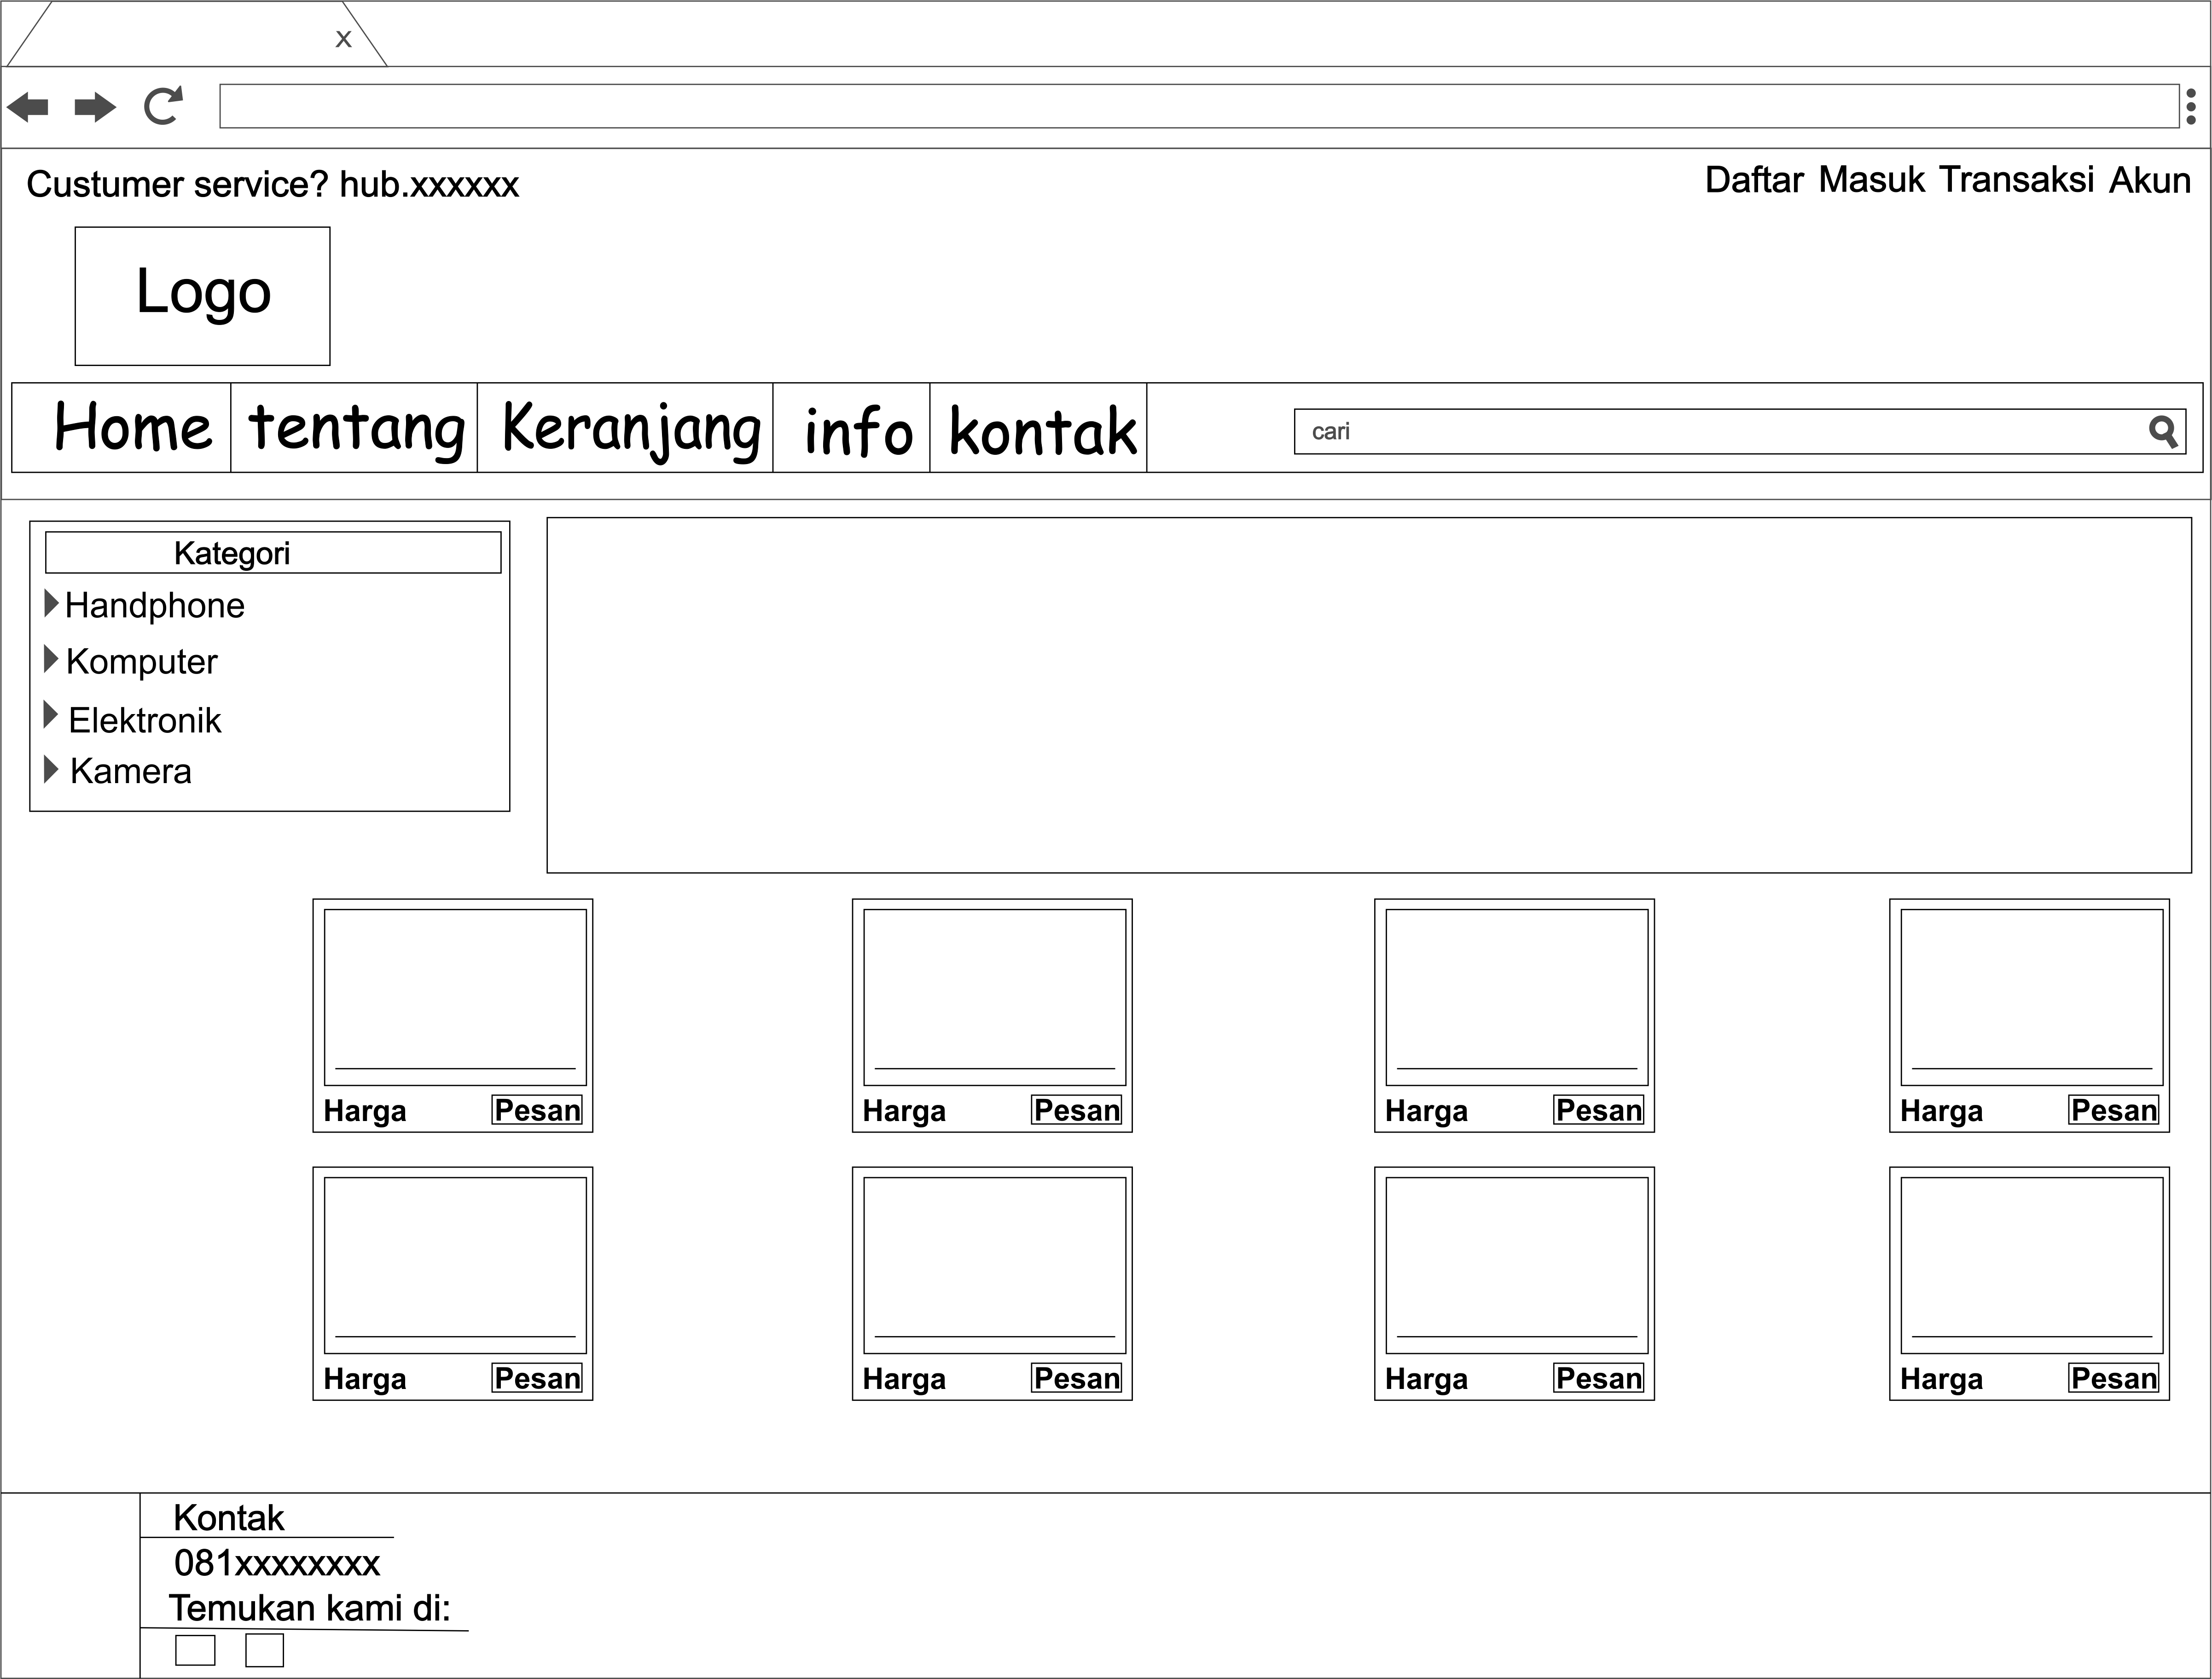 x
Custumer service? hub.xxxxxx
Daftar Masuk Transaksi Akun
Logo
Home tentang Keranjang info kontak
cari
Kategori
Handphone
Komputer
Elektronik
Kamera
Harga Pesan Harga Pesan Harga Pesan Harga Pesan
Harga Pesan Harga Pesan Harga Pesan Harga Pesan
Kontak
081xxxxxxxx
Temukan kami di: